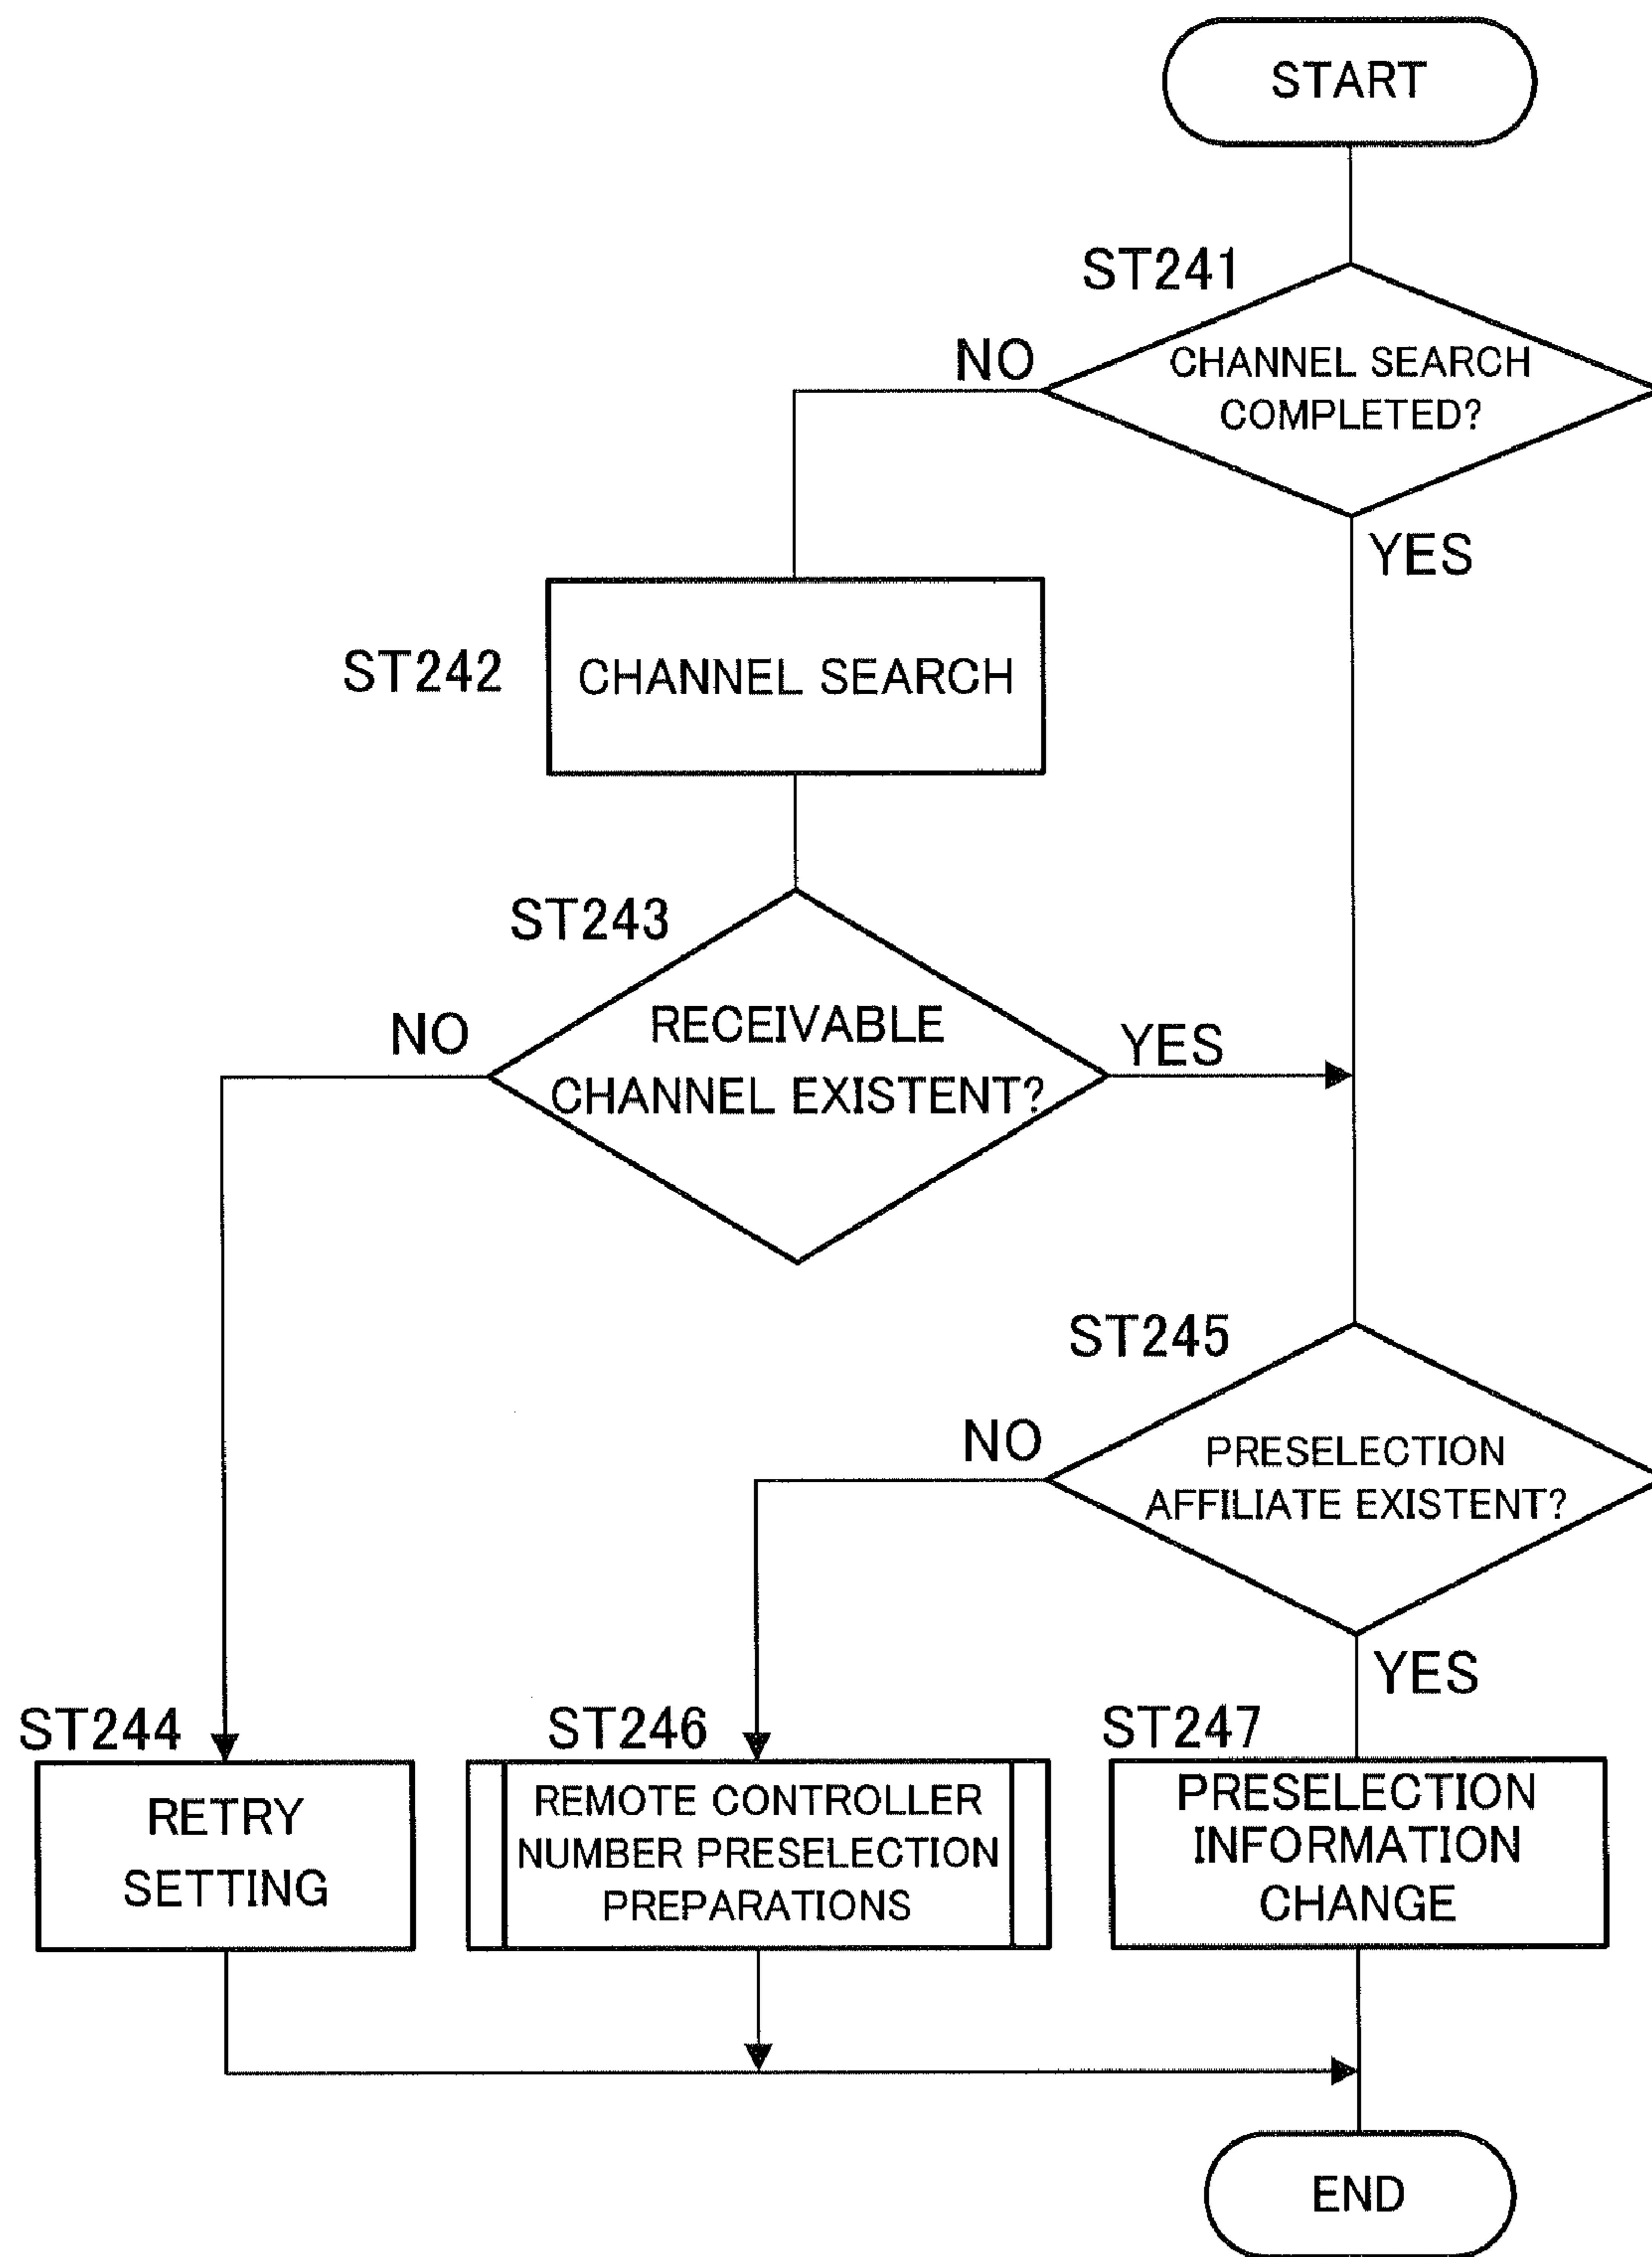 START
ST241
NO
CHANNEL SEARCH
COMPLETED?
YES
ST242
CHANNEL SEARCH
ST243
NO
RECEIVABLE
CHANNEL EXISTENT?
YES
ST245
NO
PRESELECTION
AFFILIATE EXISTENT?
YES
ST244
RETRY
SETTING
ST246
REMOTE CONTROLLER
NUMBER PRESELECTION
PREPARATIONS
ST247
PRESELECTION
INFORMATION
CHANGE
END